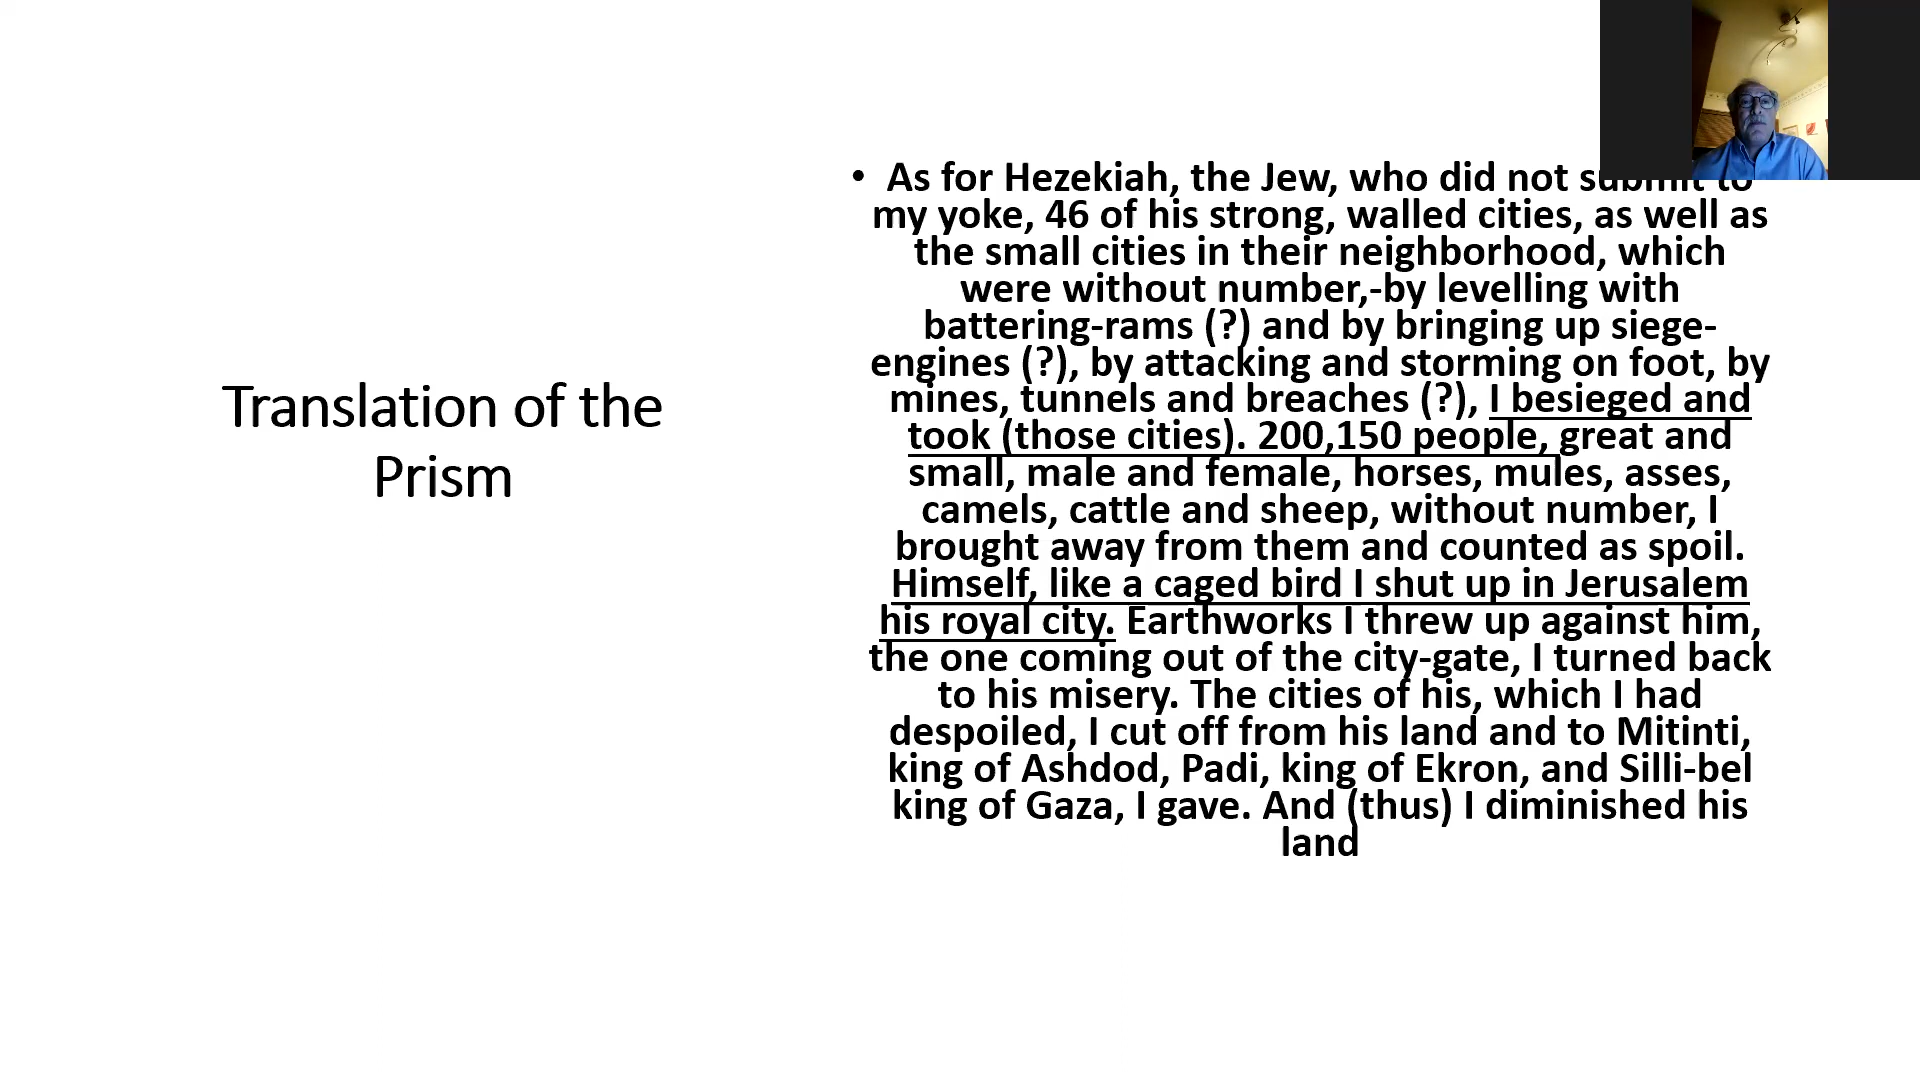 Translation of the
Prism
• As for Hezekiah, the Jew, who did not submit to
my yoke, 46 of his strong, walled cities, as well as
the small cities in their neighborhood, which
were without number,-by levelling with
battering-rams (?) and by bringing up siege-
engines (?), by attacking and storming on foot, by
mines, tunnels and breaches (?), I besieged and
took (those cities). 200,150 people, great and
small, male and female, horses, mules, asses,
camels, cattle and sheep, without number, I
brought away from them and counted as spoil.
Himself, like a caged bird I shut up in Jerusalem
his royal city. Earthworks I threw up against him,
the one coming out of the city-gate, I turned back
to his misery. The cities of his, which I had
despoiled, I cut off from his land and to Mitinti,
king of Ashdod, Padi, king of Ekron, and Silli-bel
king of Gaza, I gave. And (thus) I diminished his
land